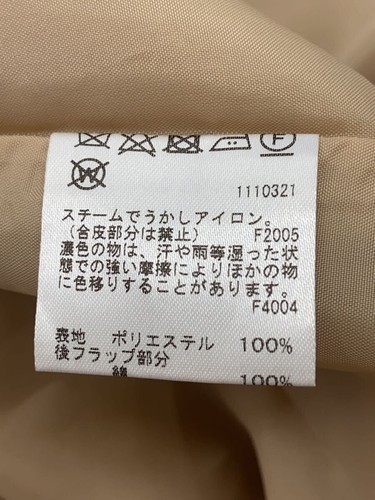 F
W
1110321
スチームでうかしアイロン。
(合皮部分は禁止) F2005
濃色の物は、汗や雨等湿った状
態での強い摩擦によりほかの物
に色移りすることがあります。
F4004
表地 ポリエステル 100%
後フラップ部分
綿 100%